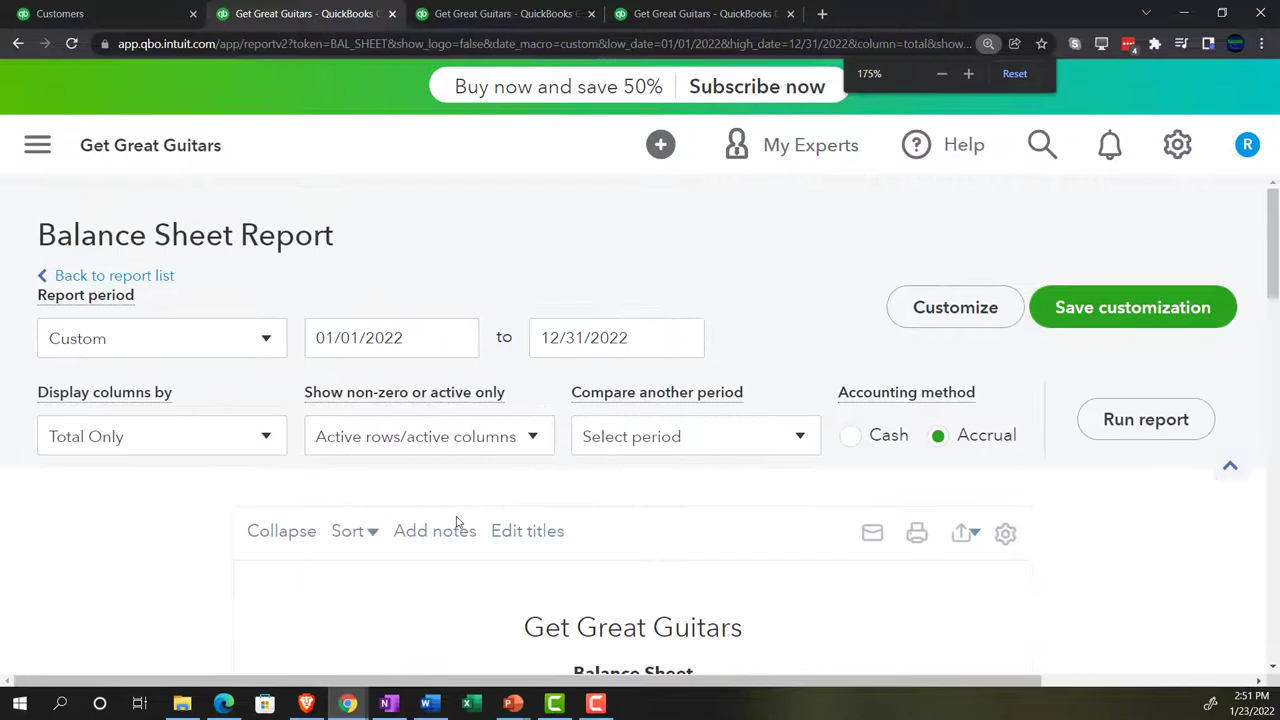 Customers
Get Great Guitars - QuickBooks C
Get Great Guitars - QuickBooks E
Get Great Guitars - QuickBooks C
app.qbo.intuit.com/app/reportv2?token=BAL_SHEET&show_logo=false&date_macro=custom&low_date=01/01/2022&high_date=12/31/2022&column=total&show...
4
175%
Reset
Buy now and save 50%
Subscribe now
Get Great Guitars
My Experts
Help
R
Balance Sheet Report
Back to report list
Report period
Custom
01/01/2022
to
12/31/2022
Customize
Save customization
Display columns by
Show non-zero or active only
Compare another period
Accounting method
Total Only
Active rows/active columns
Select period
Cash
Accrual
Run report
Collapse
Sort
Add notes
Edit titles
Get Great Guitars
Balance Sheet
2:51 PM
1/23/2022